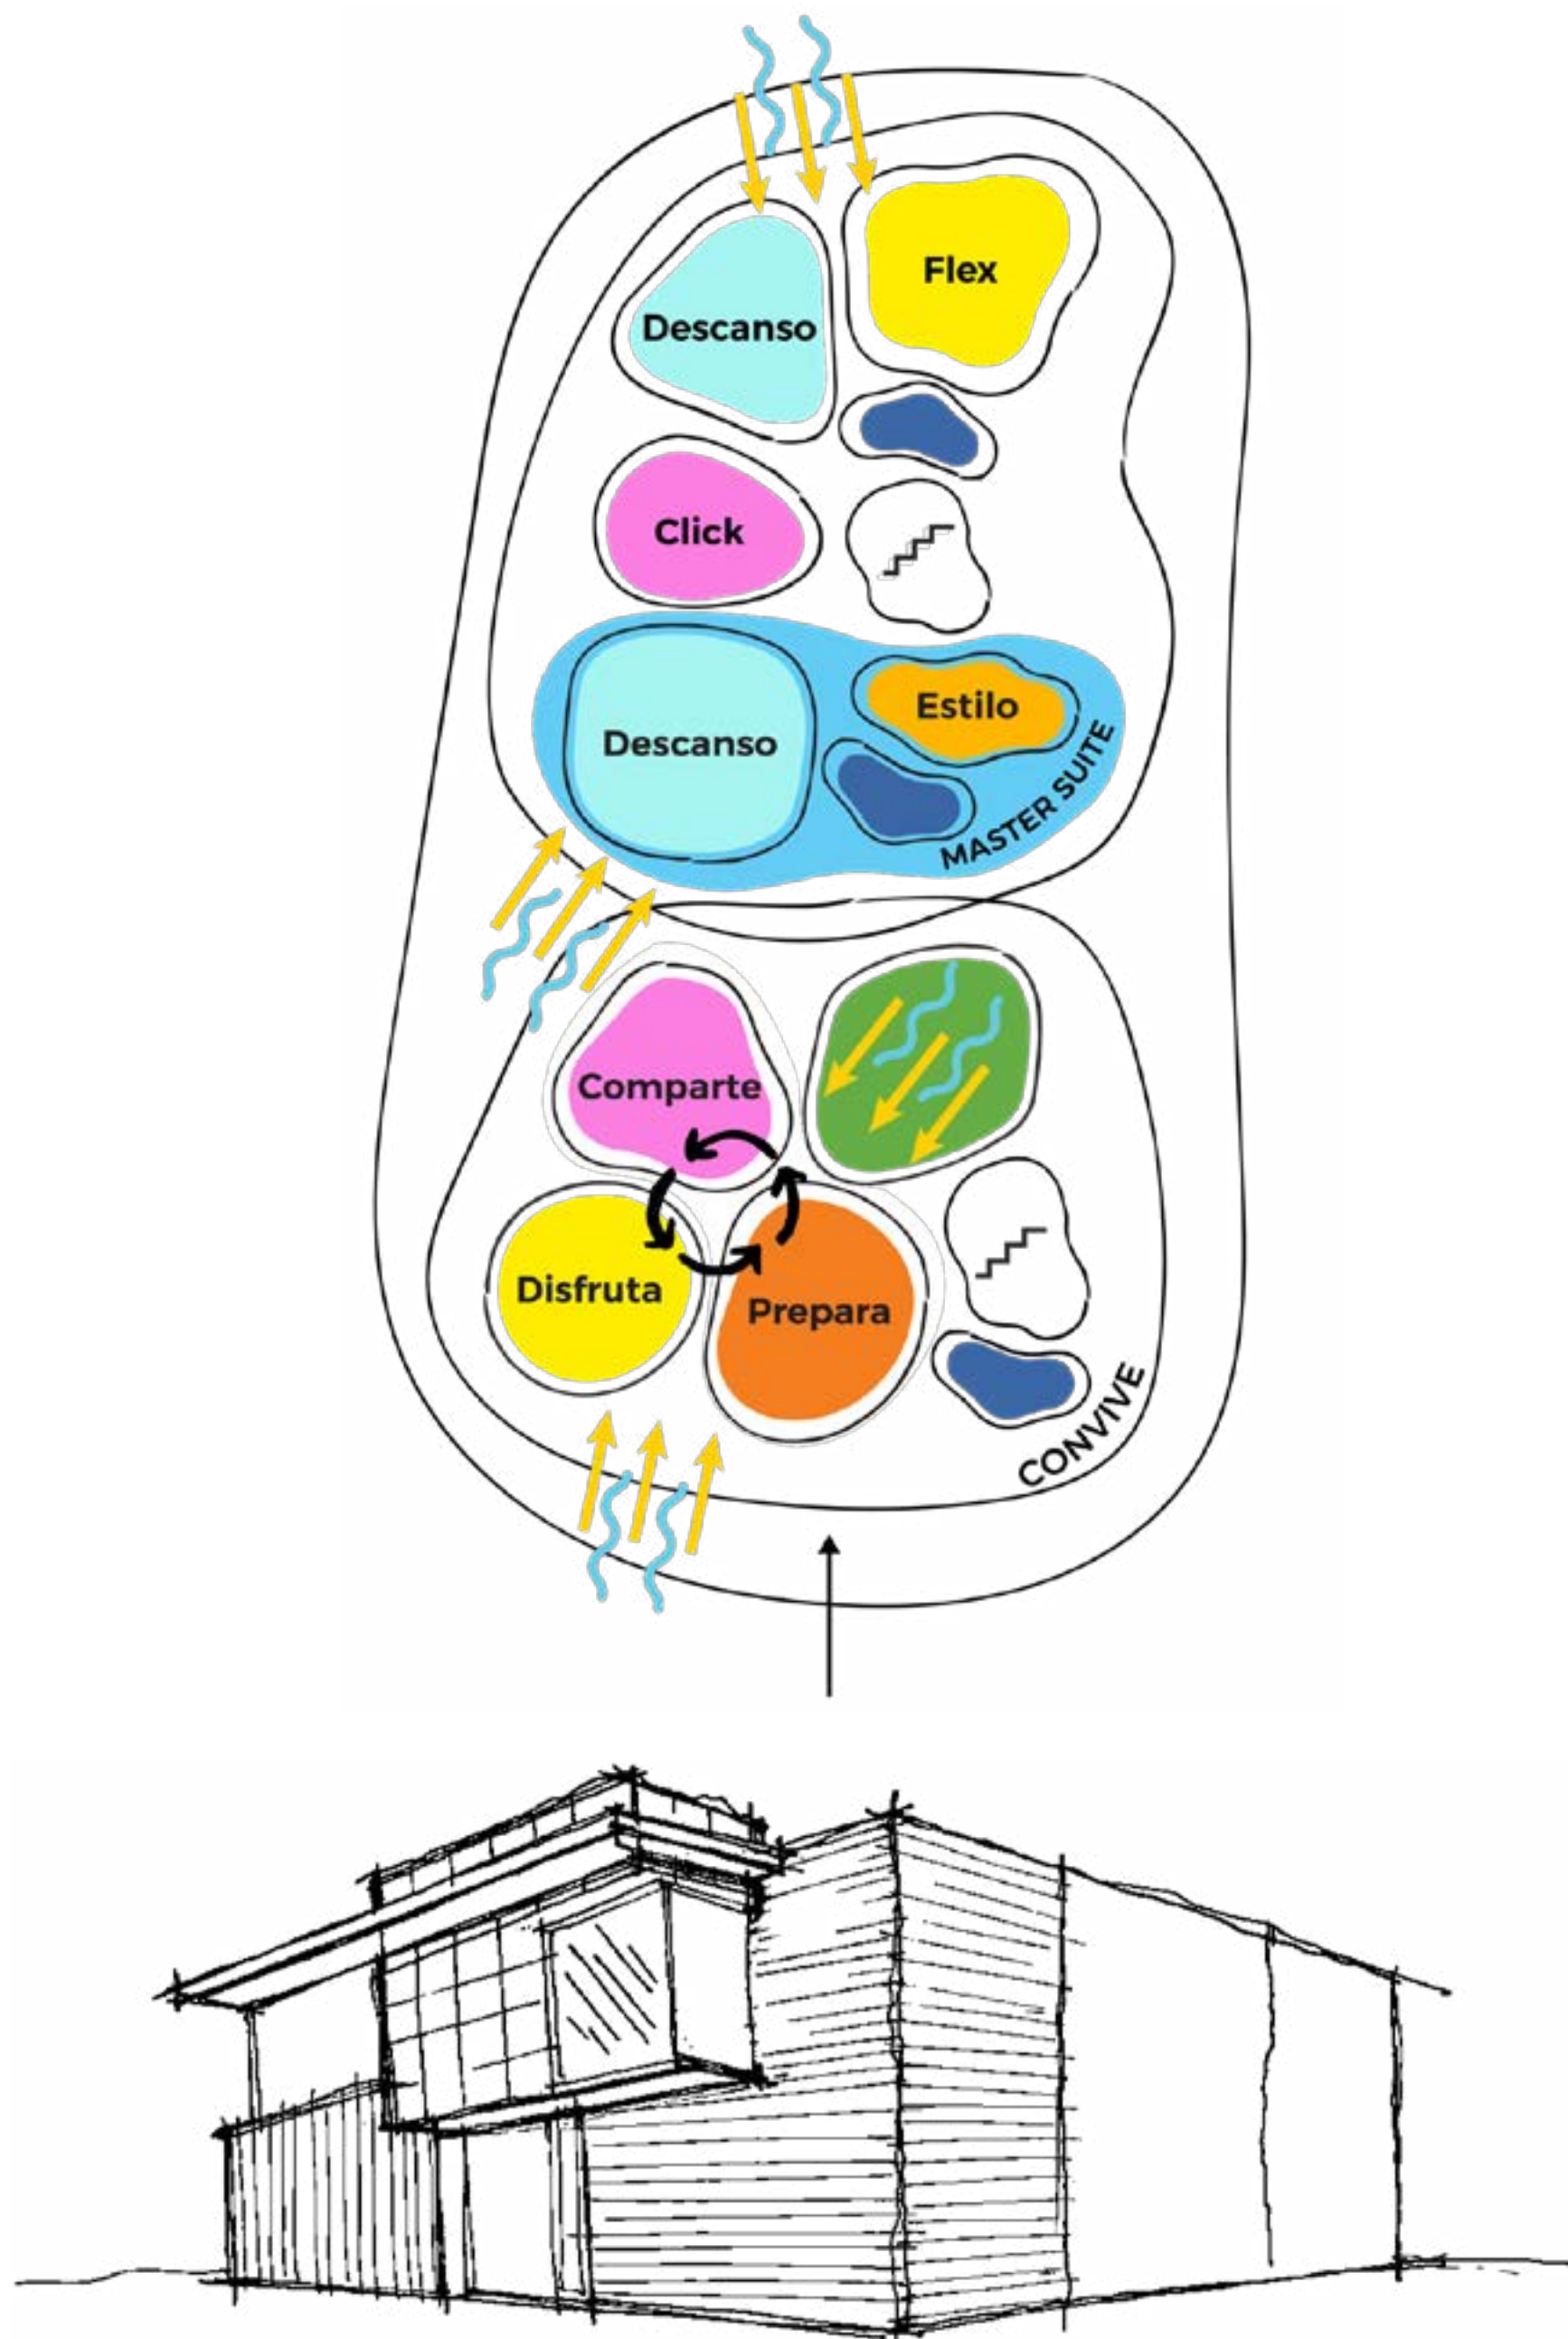 Flex
Descanso
Click
Estilo
Descanso
MASTER SUITE
Comparte
Disfruta
Prepara
CONVIVE